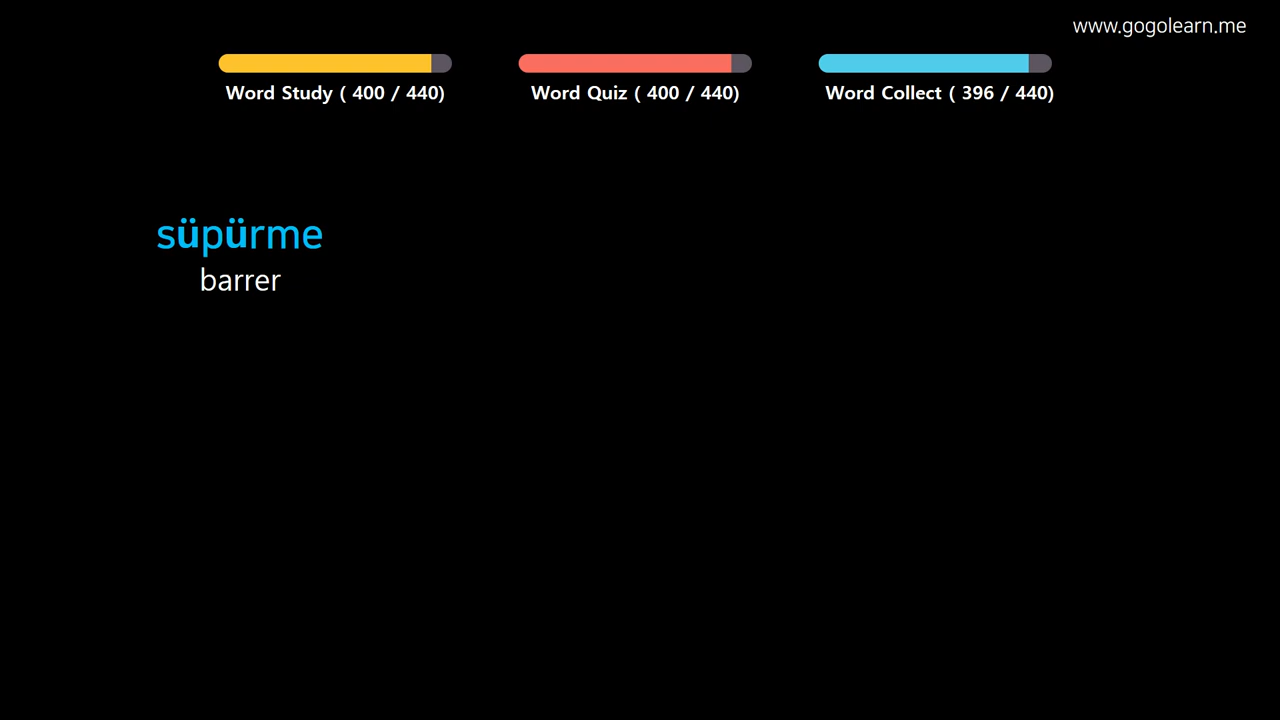 www.gogolearn.me
Word Study ( 400 / 440)
Word Quiz ( 400 / 440)
Word Collect ( 396 / 440)
süpürme
barrer